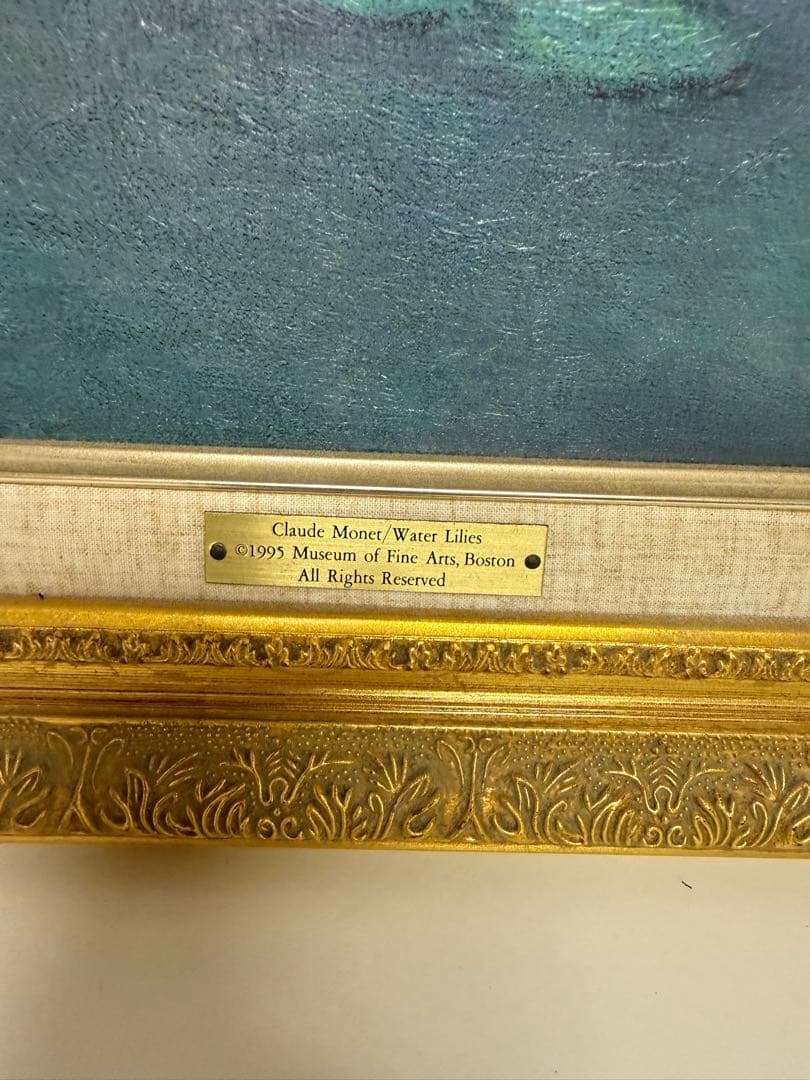 Claude Monet/Water Lilies
©1995 Museum of Fine Arts, Boston
All Rights Reserved